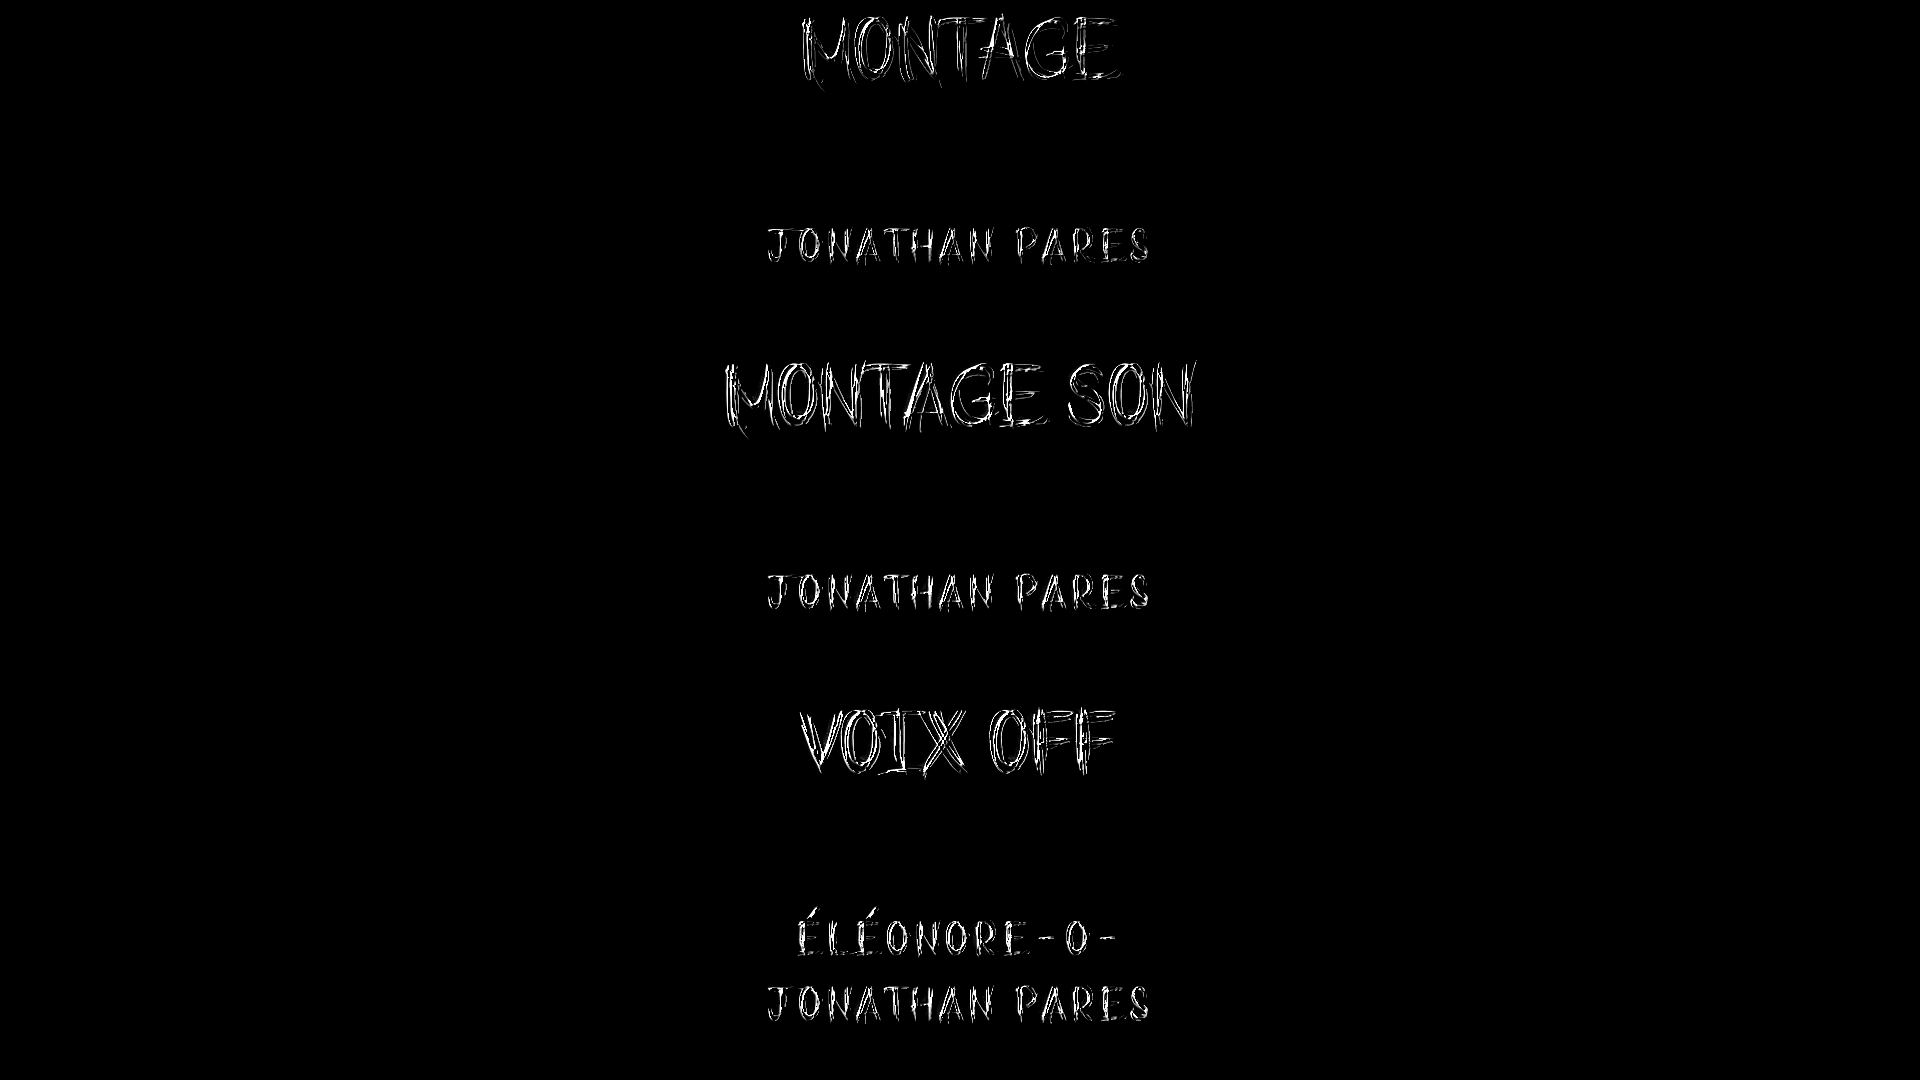 MONTAGE
JONATHAN PARES
MONTAGE SON
JONATHAN PARES
VOIX OFF
ÉLÉONORE-O-
JONATHAN PARES